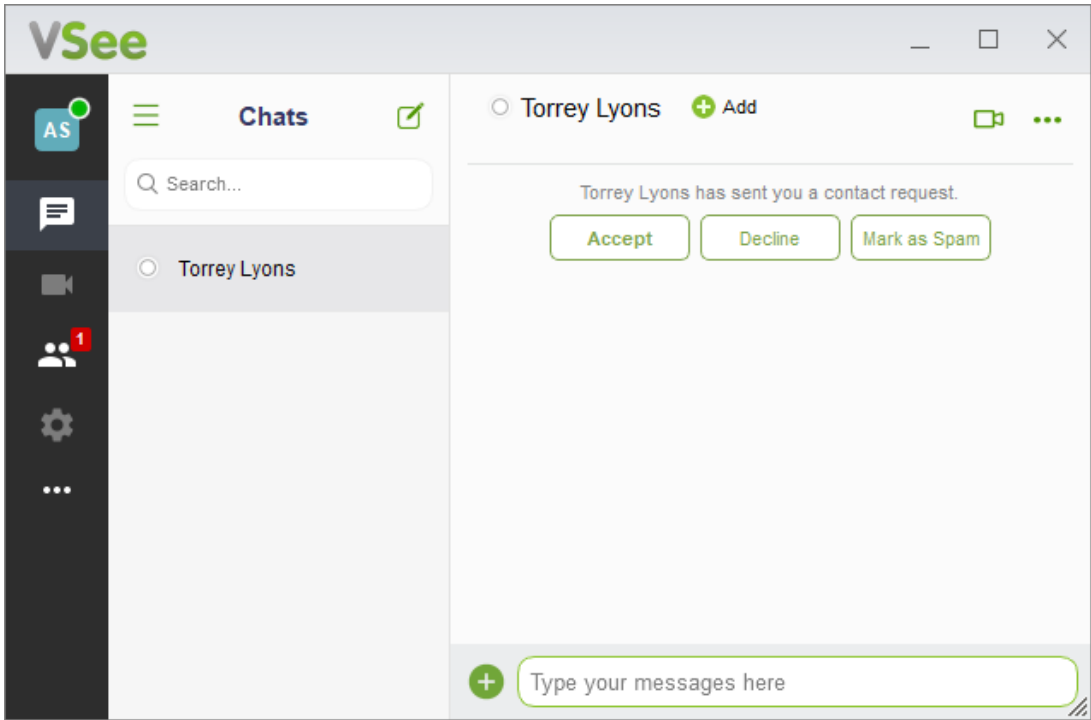 VSee
AS
Chats
Search...
Torrey Lyons
1
Torrey Lyons
Add
Torrey Lyons has sent you a contact request.
Accept
Decline
Mark as Spam
Type your messages here